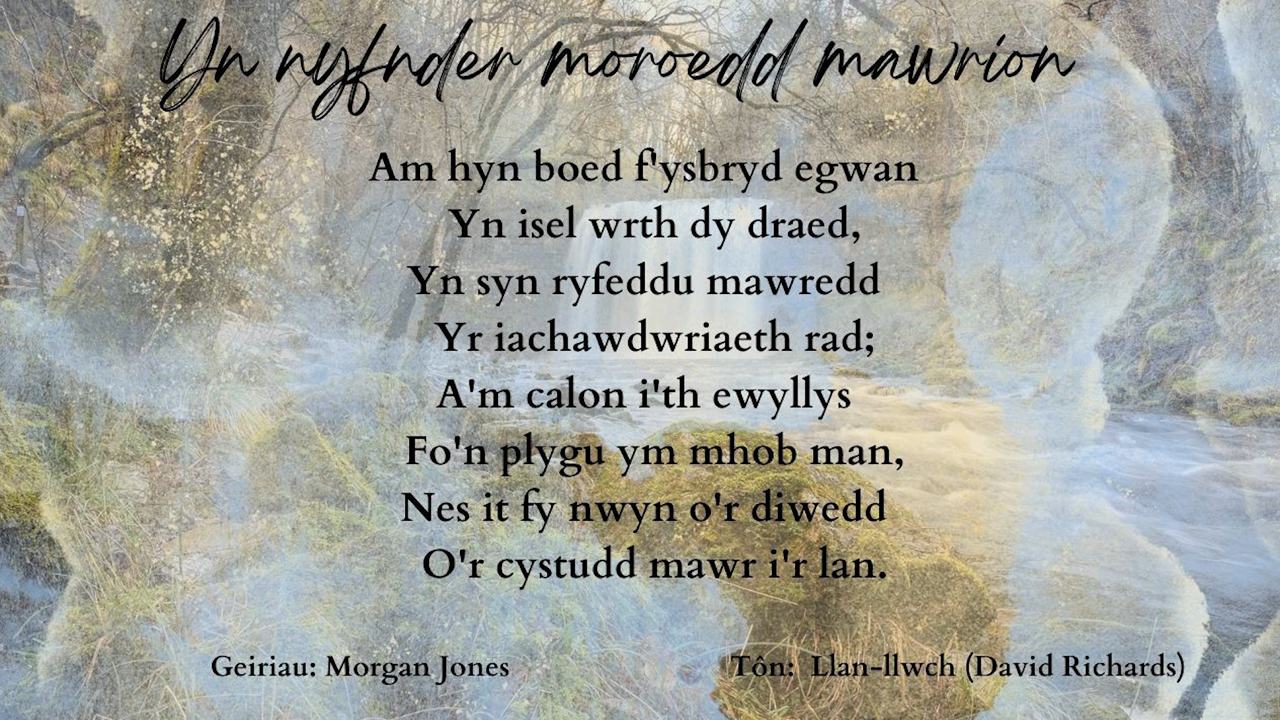 Yn nyfnder moroedd mawrion
Am hyn boed f'ysbryd egwan
Yn isel wrth dy draed,
Yn syn ryfeddu mawredd
Yr iachawdwriaeth rad;
A'm calon i'th ewyllys
Fo'n plygu ym mhob man,
Nes it fy nwyn o'r diwedd
O'r cystudd mawr i'r lan.
Geiriau: Morgan Jones
Tôn: Llan-llwch (David Richards)